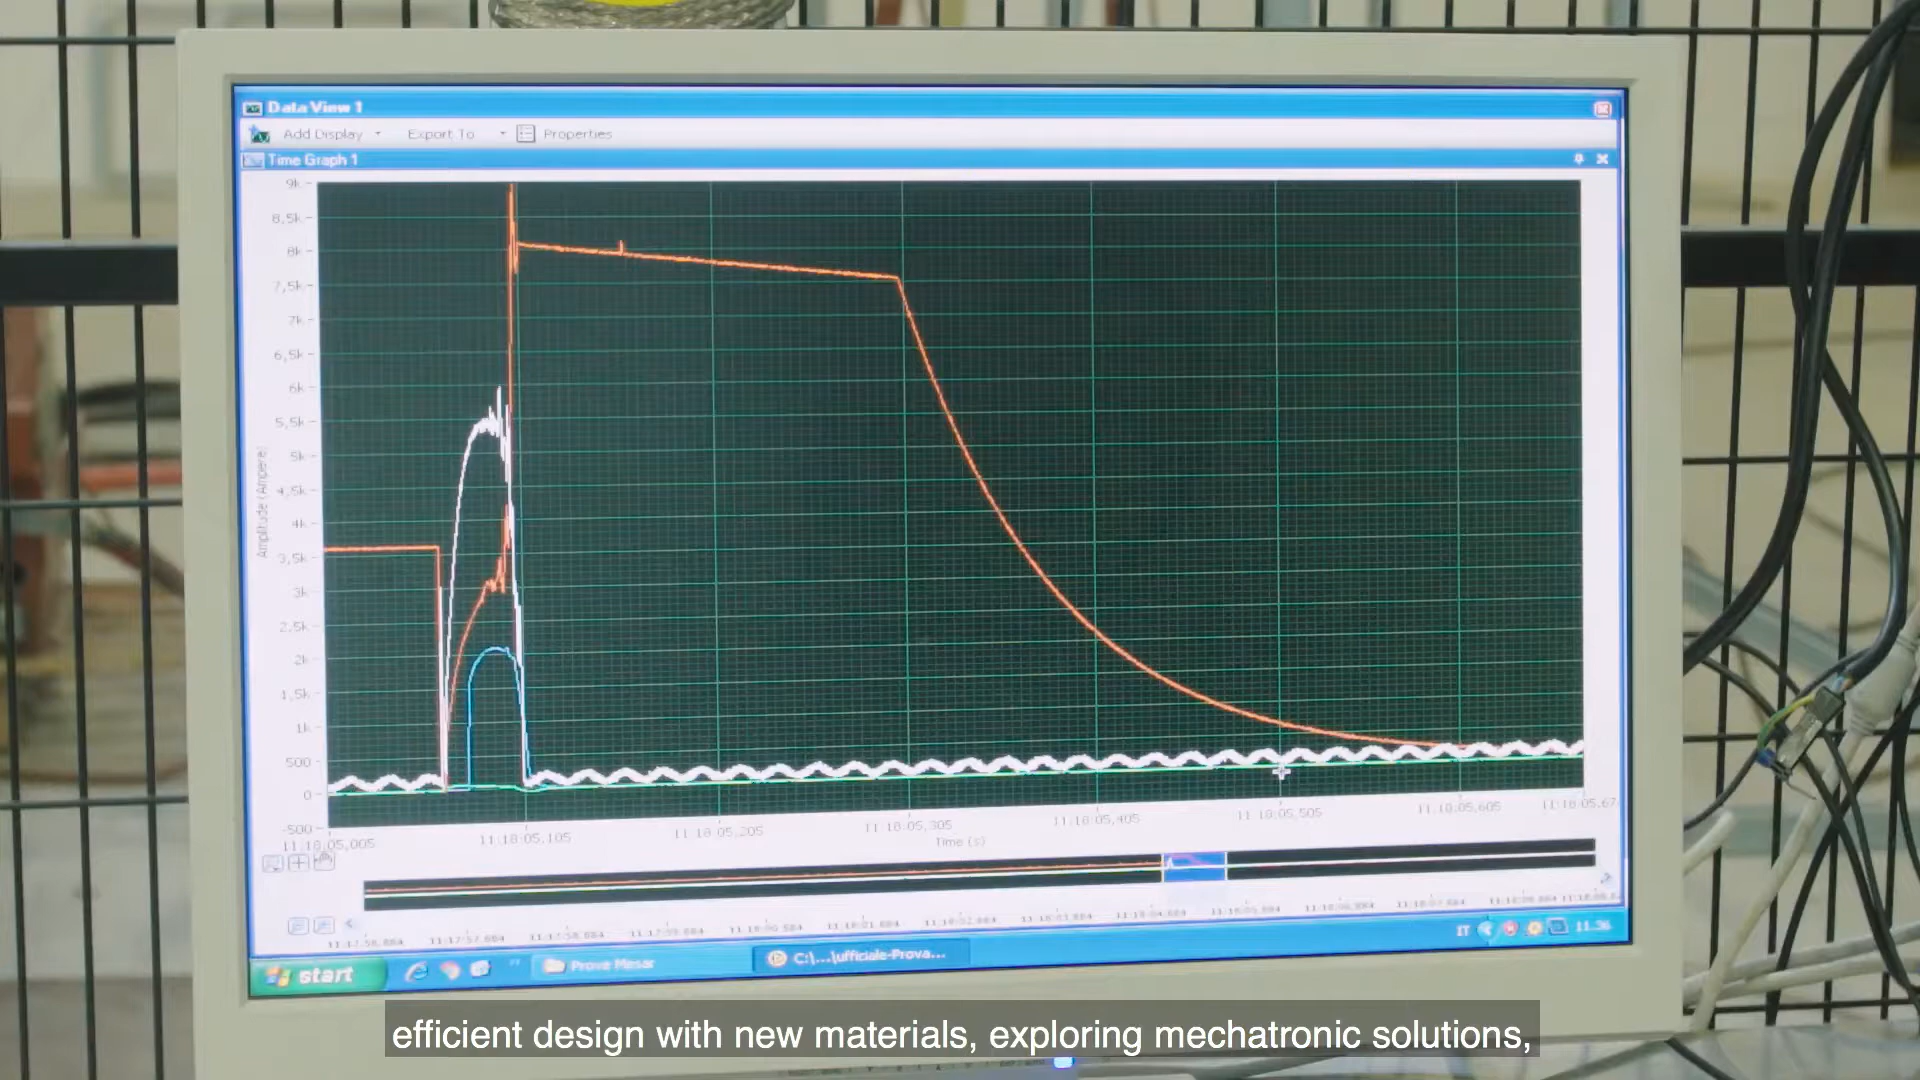 Data View 1
Add Display Export To Properties
Time Graph 1
9k
8,5k
8k
7,5k
7k
6,5k
6k
5,5k
5k
4,5k
4k
3,5k
3k
2,5k
2k
1,5k
1k
500
0
-500
Amplitude (Ampere)
11:18:05,005 11:18:05,105 11:18:05,205 11:18:05,305 11:18:05,405 11:18:05,505 11:18:05,605
Time (s)
start Prove Mesar C:\...\ufficiale-Prova... IT 11.36
efficient design with new materials, exploring mechatronic solutions,